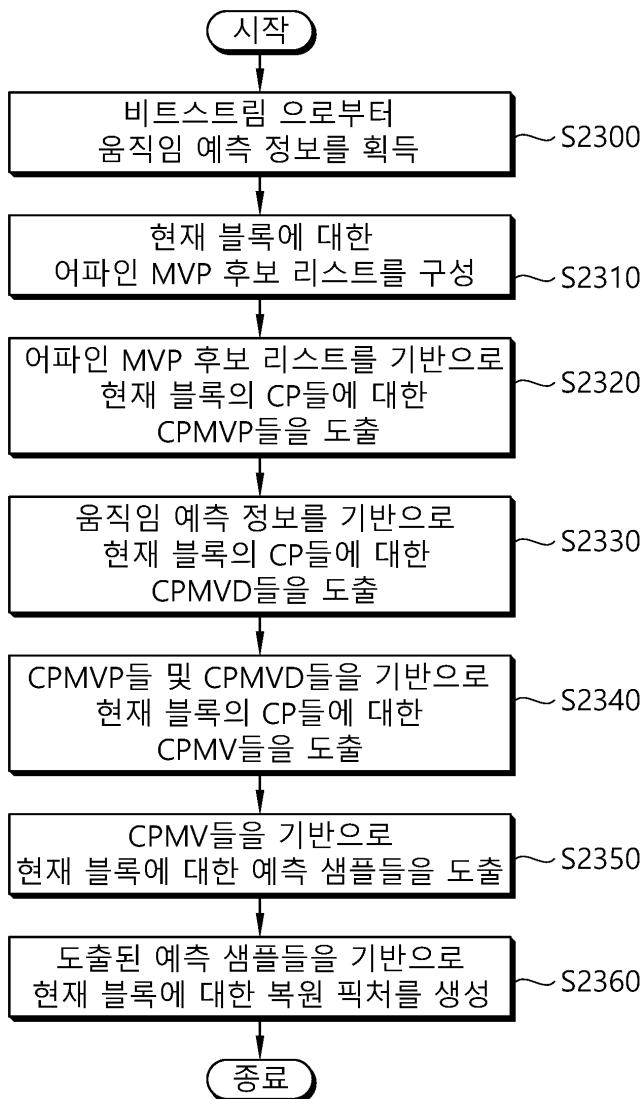 시작
비트스트림 으로부터
움직임 예측 정보를 획득
S2300
현재 블록에 대한
어파인 MVP 후보 리스트를 구성
S2310
어파인 MVP 후보 리스트를 기반으로
현재 블록의 CP들에 대한
CPMVP들을 도출
S2320
움직임 예측 정보를 기반으로
현재 블록의 CP들에 대한
CPMVD들을 도출
S2330
CPMVP들 및 CPMVD들을 기반으로
현재 블록의 CP들에 대한
CPMV들을 도출
S2340
CPMV들을 기반으로
현재 블록에 대한 예측 샘플들을 도출
S2350
도출된 예측 샘플들을 기반으로
현재 블록에 대한 복원 픽처를 생성
S2360
종료